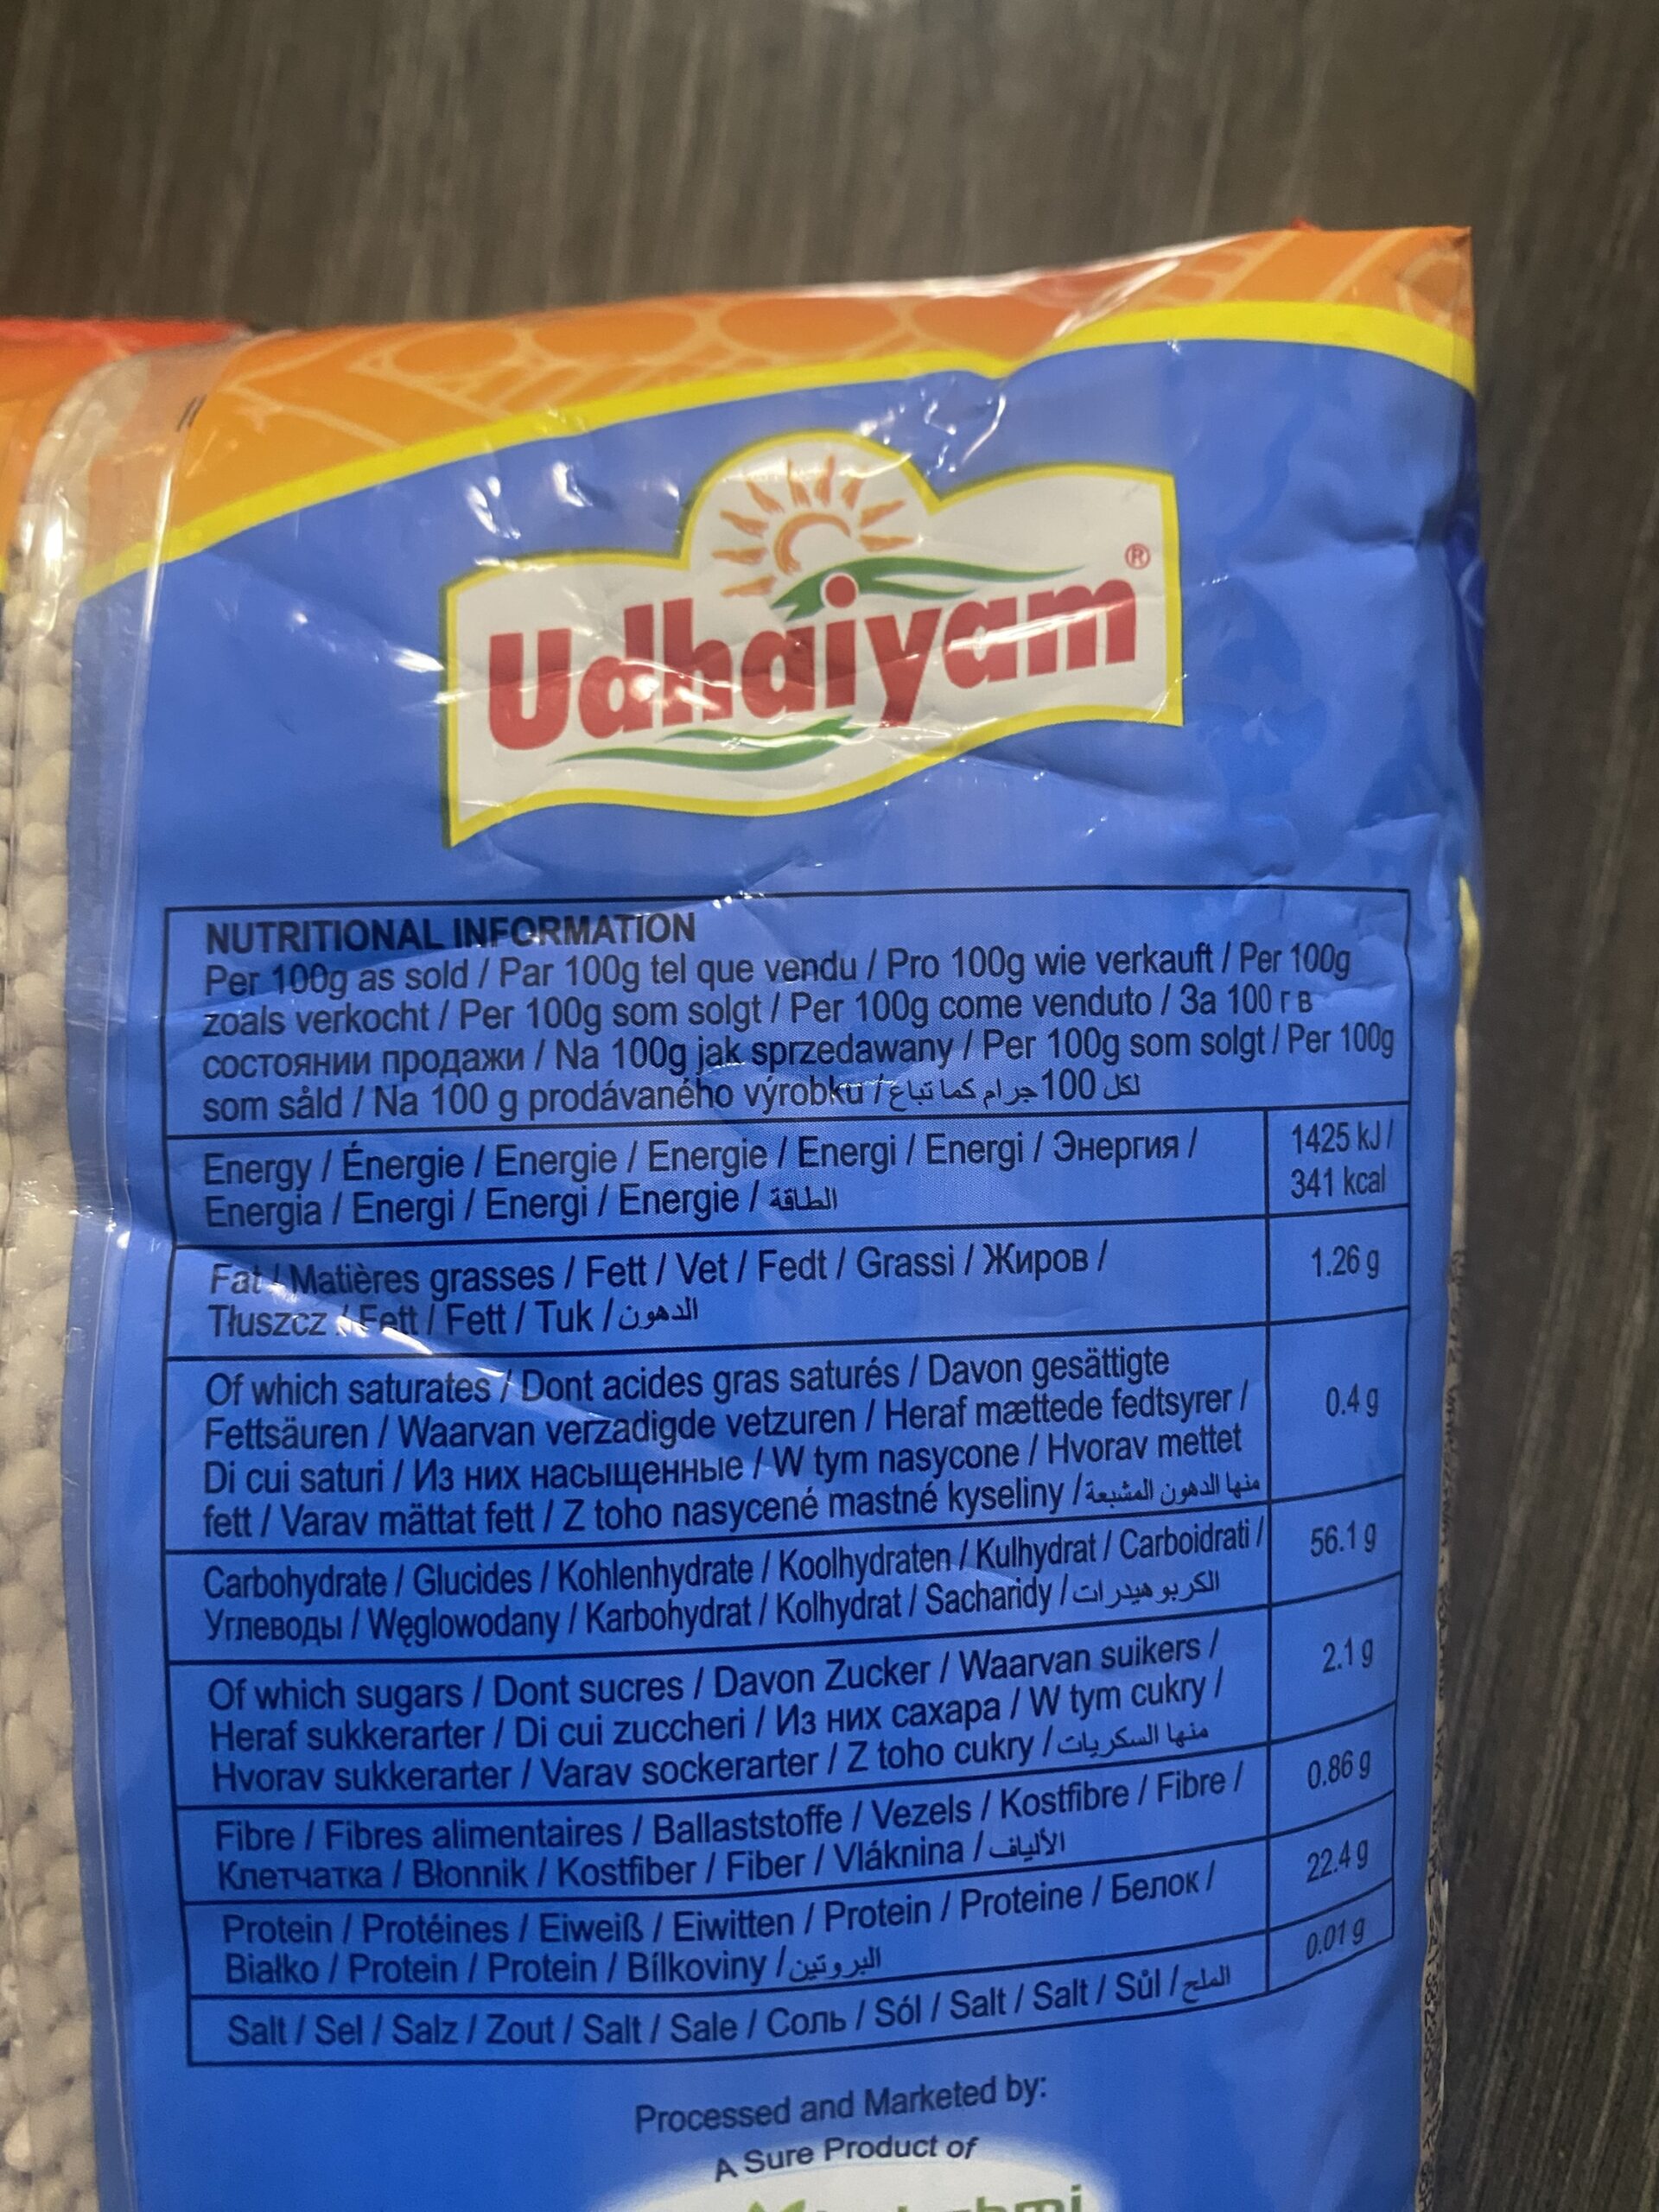 Udhaiyam®
NUTRITIONAL INFORMATION
Per 100g as sold / Par 100g tel que vendu / Pro 100g wie verkauft / Per 100g
zoals verkocht / Per 100g som solgt / Per 100g come venduto / За 100 г в
состоянии продажи / Na 100g jak sprzedawany / Per 100g som solgt / Per 100g
som såld / Na 100 g prodávaného výrobku / لكل 100 جرام كما تباع
Energy / Énergie / Energie / Energie / Energi / Energi / Энергия /
Energia / Energi / Energi / Energie / الطاقة
1425 kJ /
341 kcal
Fat / Matières grasses / Fett / Vet / Fedt / Grassi / Жиров /
Tłuszcz / Fett / Fett / Tuk / الدهون
1.26 g
Of which saturates / Dont acides gras saturés / Davon gesättigte
Fettsäuren / Waarvan verzadigde vetzuren / Heraf mættede fedtsyrer /
Di cui saturi / Из них насыщенные / W tym nasycone / Hvorav mettet
fett / Varav mättat fett / Z toho nasycené mastné kyseliny / منها الدهون المشبعة
0.4 g
Carbohydrate / Glucides / Kohlenhydrate / Koolhydraten / Kulhydrat / Carboidrati /
Углеводы / Węglowodany / Karbohydrat / Kolhydrat / Sacharidy / الكربوهيدرات
56.1 g
Of which sugars / Dont sucres / Davon Zucker / Waarvan suikers /
Heraf sukkerarter / Di cui zuccheri / Из них сахара / W tym cukry /
Hvorav sukkerarter / Varav sockerarter / Z toho cukry / منها السكريات
2.1 g
Fibre / Fibres alimentaires / Ballaststoffe / Vezels / Kostfibre / Fibre /
Клетчатка / Błonnik / Kostfiber / Fiber / Vláknina / الألياف
0.86 g
Protein / Protéines / Eiweiß / Eiwitten / Protein / Proteine / Белок /
Białko / Protein / Protein / Bílkoviny / البروتين
22.4 g
Salt / Sel / Salz / Zout / Salt / Sale / Соль / Sól / Salt / Salt / Sůl / الملح
0.01 g
Processed and Marketed by:
A Sure Product of